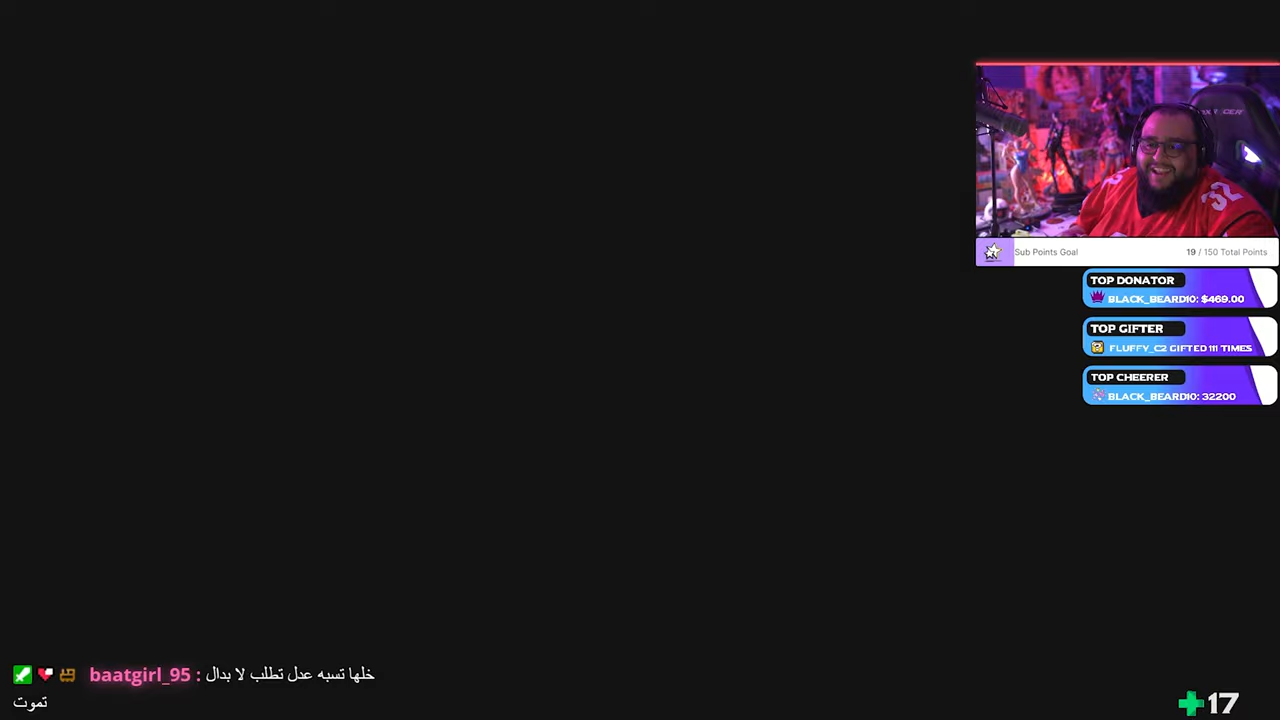 Sub Points Goal 19 / 150 Total Points
TOP DONATOR
BLACK_BEARD10: $469.00
TOP GIFTER
FLUFFY_C2 GIFTED 111 TIMES
TOP CHEERER
BLACK_BEARD10: 32200
baatgirl_95 : خلها تسبه عدل تطلب لا بدال
تموت
+17
32